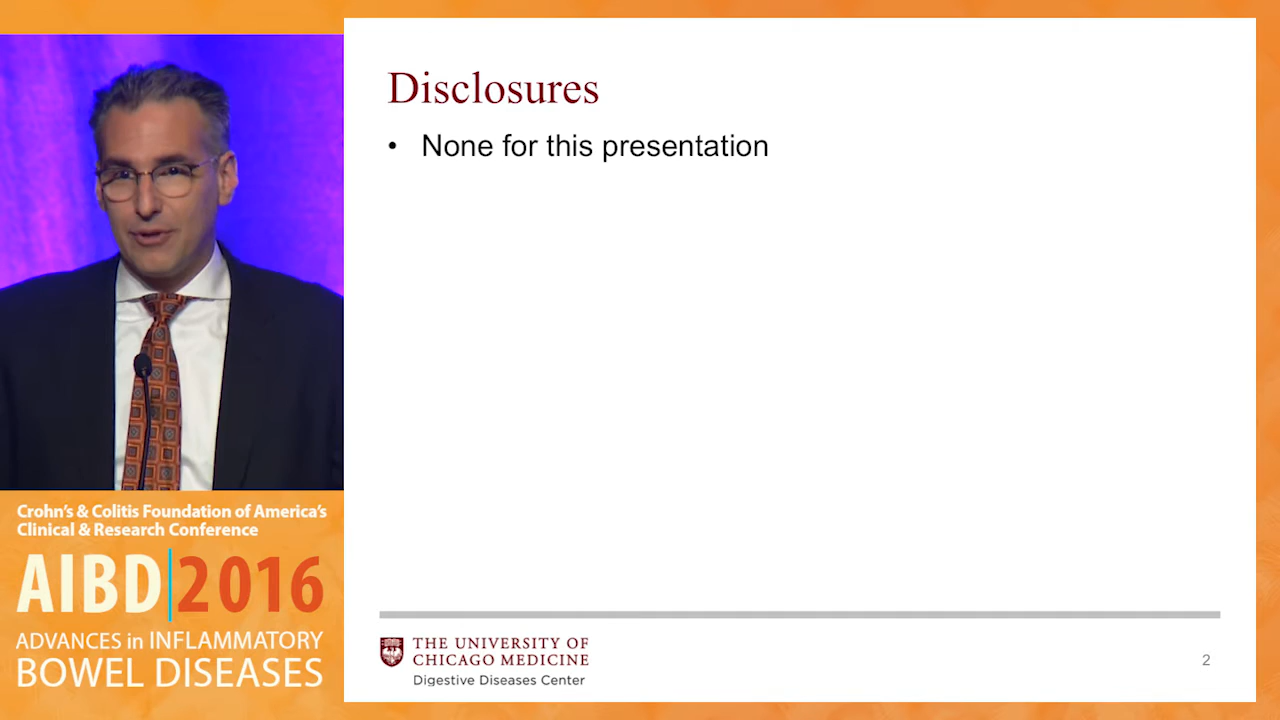 Disclosures
• None for this presentation
Crohn's & Colitis Foundation of America's
Clinical & Research Conference
AIBD|2016
ADVANCES in INFLAMMATORY
BOWEL DISEASES
THE UNIVERSITY OF
CHICAGO MEDICINE
Digestive Diseases Center
2